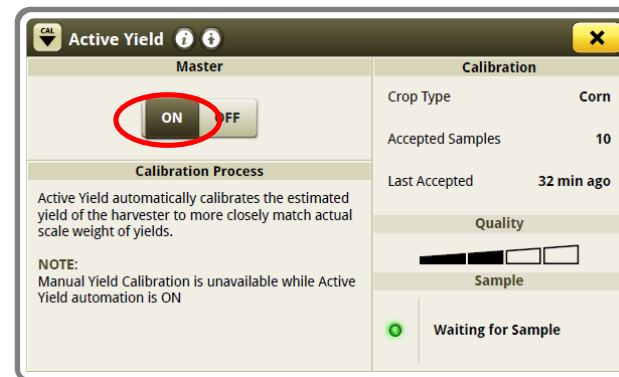 CAL
Active Yield
Master
ON OFF
Calibration Process
Active Yield automatically calibrates the estimated
yield of the harvester to more closely match actual
scale weight of yields.
NOTE:
Manual Yield Calibration is unavailable while Active
Yield automation is ON
Calibration
Crop Type Corn
Accepted Samples 10
Last Accepted 32 min ago
Quality
Sample
Waiting for Sample